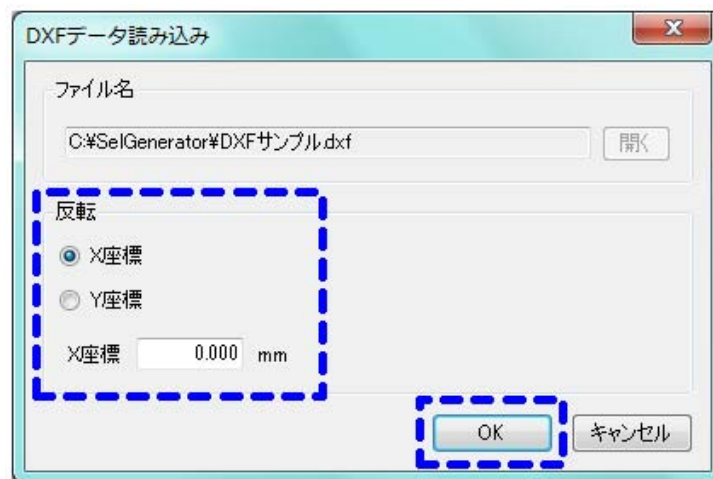 DXFデータ読み込み
ファイル名
C:¥SelGenerator¥DXFサンプル.dxf
開く
反転
X座標
Y座標
X座標 0.000 mm
OK キャンセル